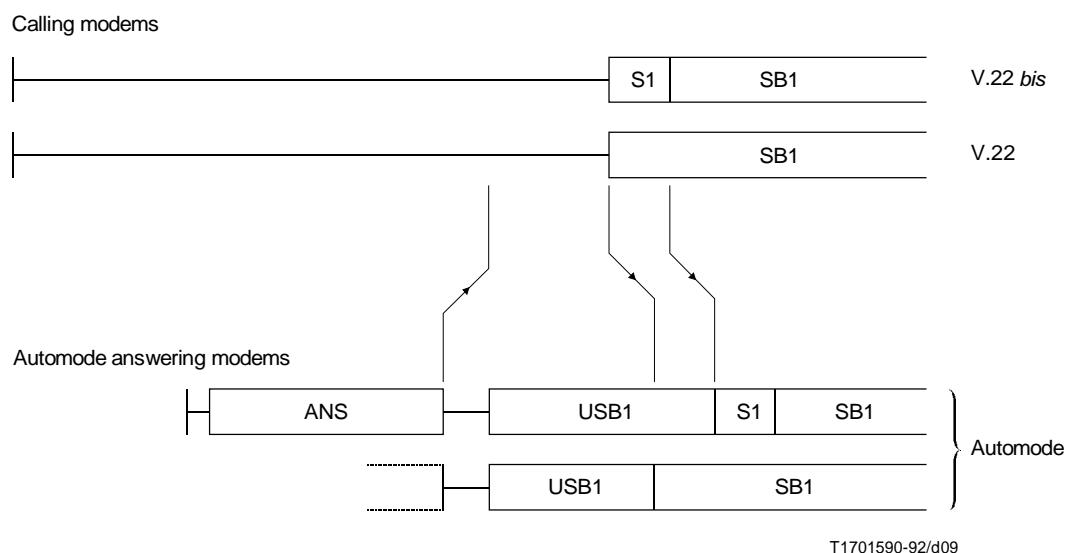 Calling modems
S1 SB1 V.22 bis
SB1 V.22
Automode answering modems
ANS USB1 S1 SB1
Automode
USB1 SB1
T1701590-92/d09